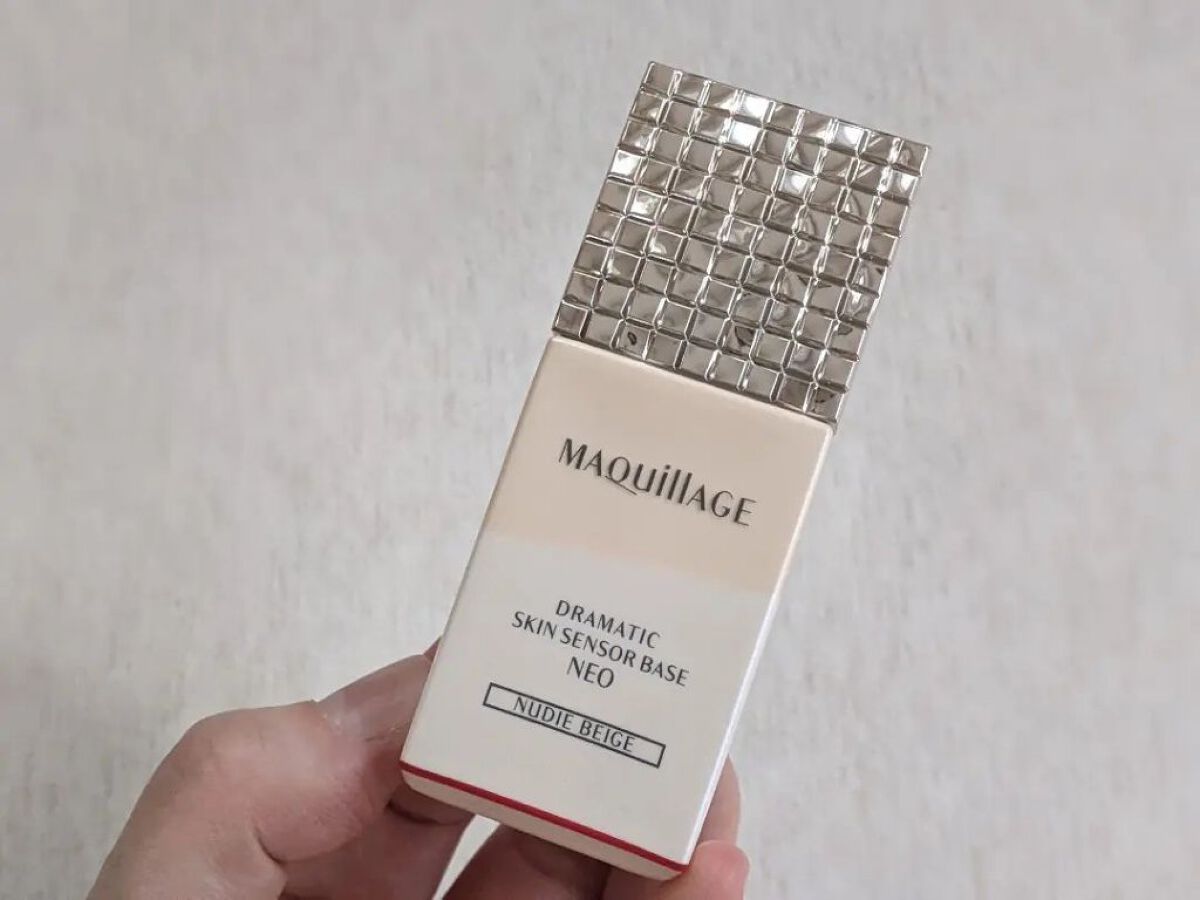 MAQuillAGE
DRAMATIC
SKIN SENSOR BASE
NEO
NUDIE BEIGE